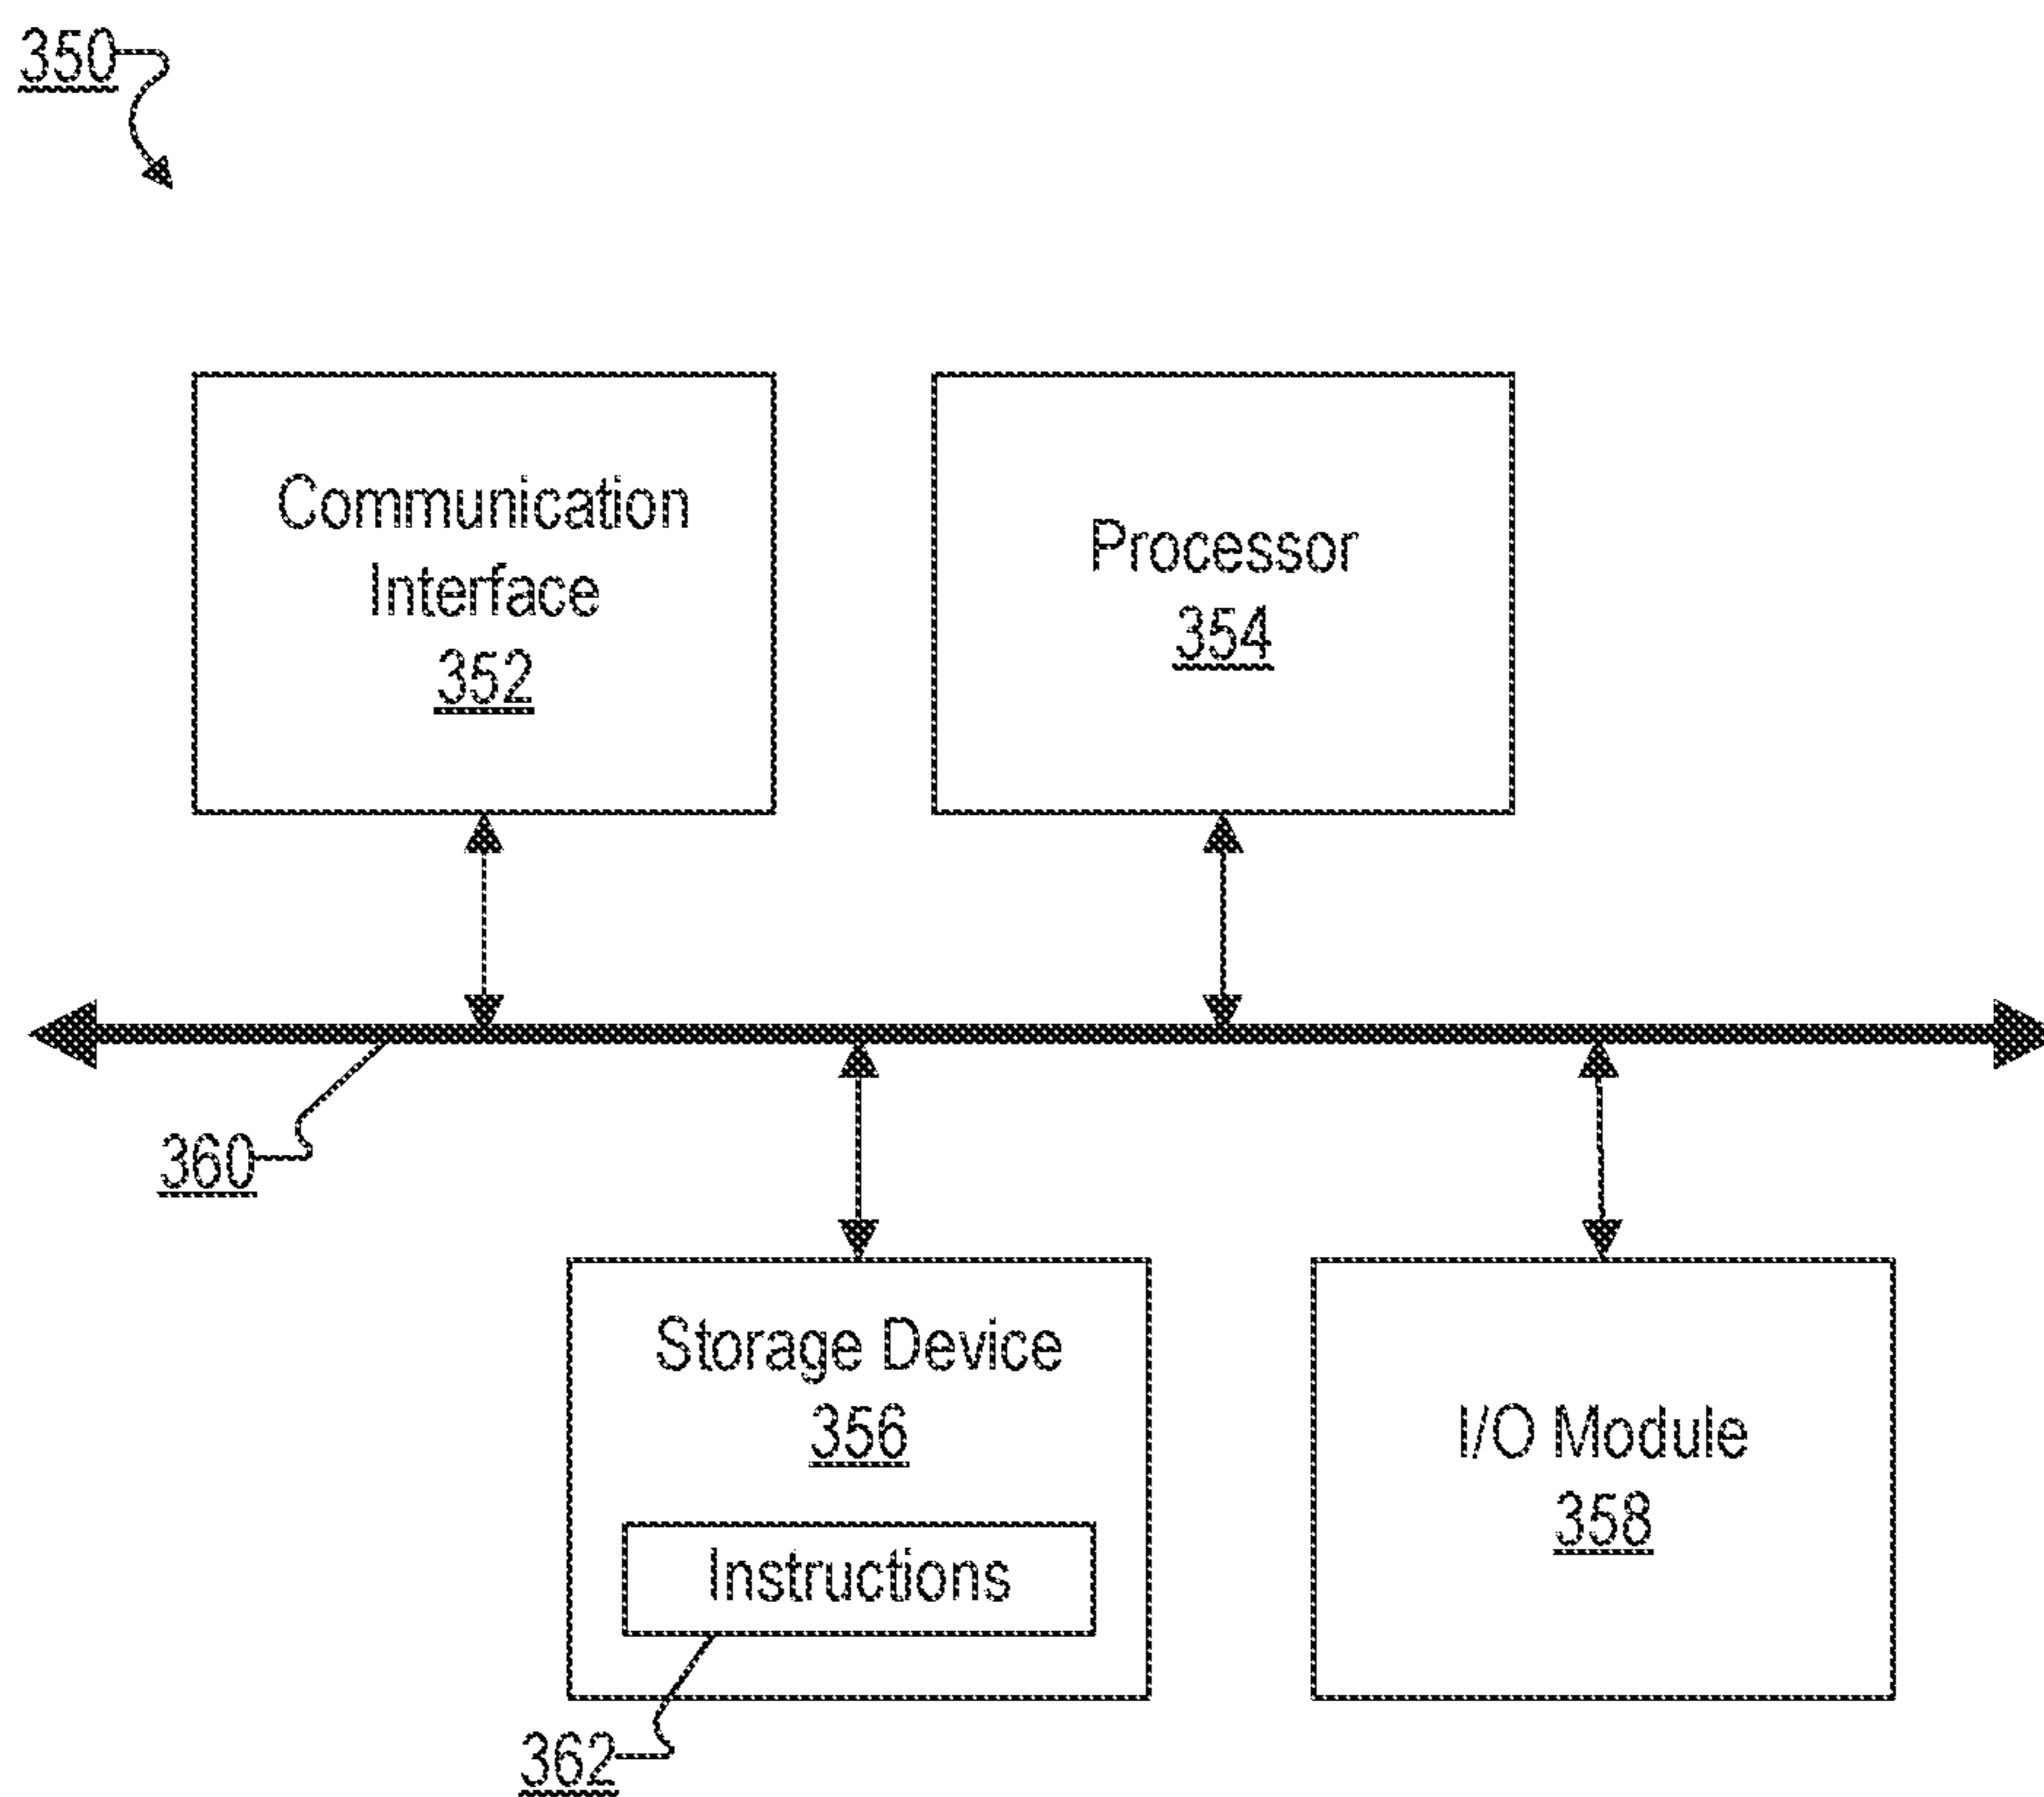 350
Communication
Interface
352
Processor
354
360
Storage Device
356
Instructions
362
I/O Module
358